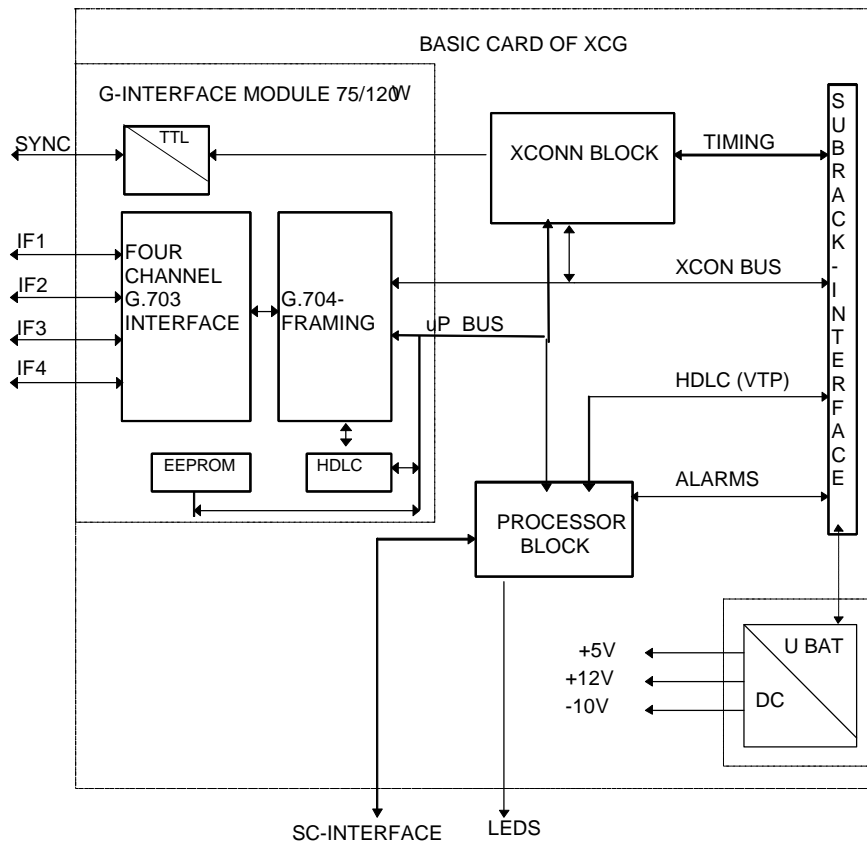 BASIC CARD OF XCG
G-INTERFACE MODULE 75/120W
SYNC
TTL
XCONN BLOCK
TIMING
SUBRACK-INTERFACE
IF1
IF2
IF3
IF4
FOUR
CHANNEL
G.703
INTERFACE
G.704-
FRAMING
XCON BUS
uP BUS
HDLC (VTP)
EEPROM
HDLC
ALARMS
PROCESSOR
BLOCK
U BAT
DC
+5V
+12V
-10V
SC-INTERFACE
LEDS